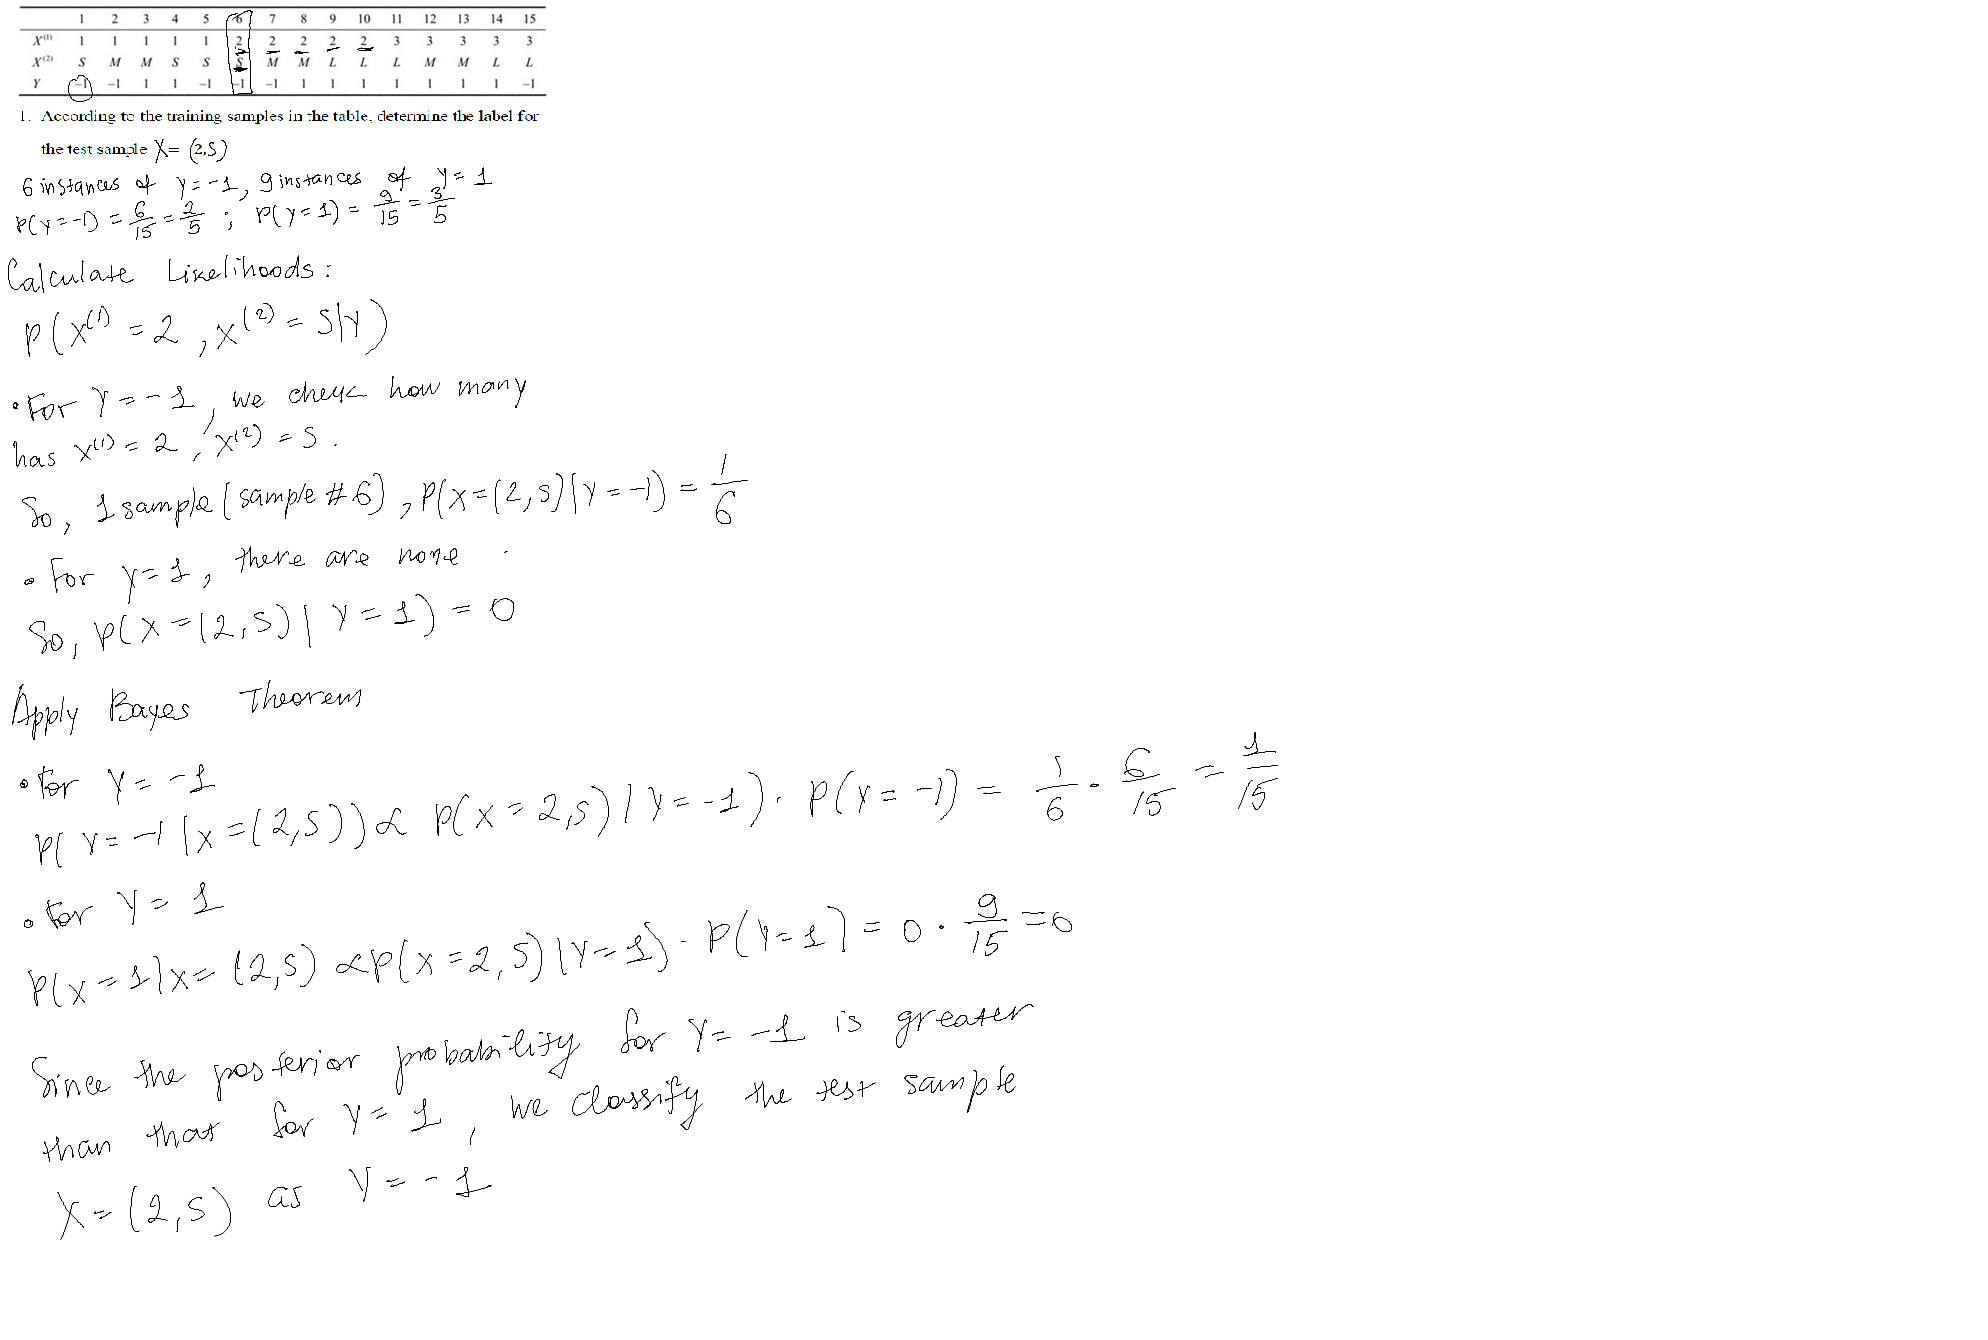 1 2 3 4 5 6 7 8 9 10 11 12 13 14 15
X⁽¹⁾ 1 1 1 1 1 2 2 2 2 2 3 3 3 3 3
X⁽²⁾ S M M S S S M M L L L M M L L
Y −1 −1 1 1 −1 −1 −1 1 1 1 1 1 1 1 −1
1. According to the training samples in the table, determine the label for
the test sample X= (2,S)
6 instances of y=-1, 9 instances of y=1
P(Y=-1) = 6/15 = 2/5 ; P(Y=1) = 9/15 = 3/5
Calculate Likelihoods:
P(X⁽¹⁾ = 2, X⁽²⁾ = S|Y)
• For Y=-1, we check how many
has X⁽¹⁾ = 2, X⁽²⁾ = S.
So, 1 sample (sample #6), P(X=(2,S)|Y=-1) = 1/6
• For y=1, there are none.
So, P(X=(2,S)| Y=1) = 0
Apply Bayes Theorem
• For Y=-1
P(Y=-1|X=(2,S)) ∝ P(X=2,S)|Y=-1). P(Y=-1) = 1/6 . 6/15 = 1/15
• For Y=1
P(X=1|X=(2,S) ∝ P(X=2,S)|Y=1). P(Y=1) = 0 . 9/15 = 0
Since the posterior probability for Y=-1 is greater
than that for Y=1, we classify the test sample
X=(2,S) as Y=-1